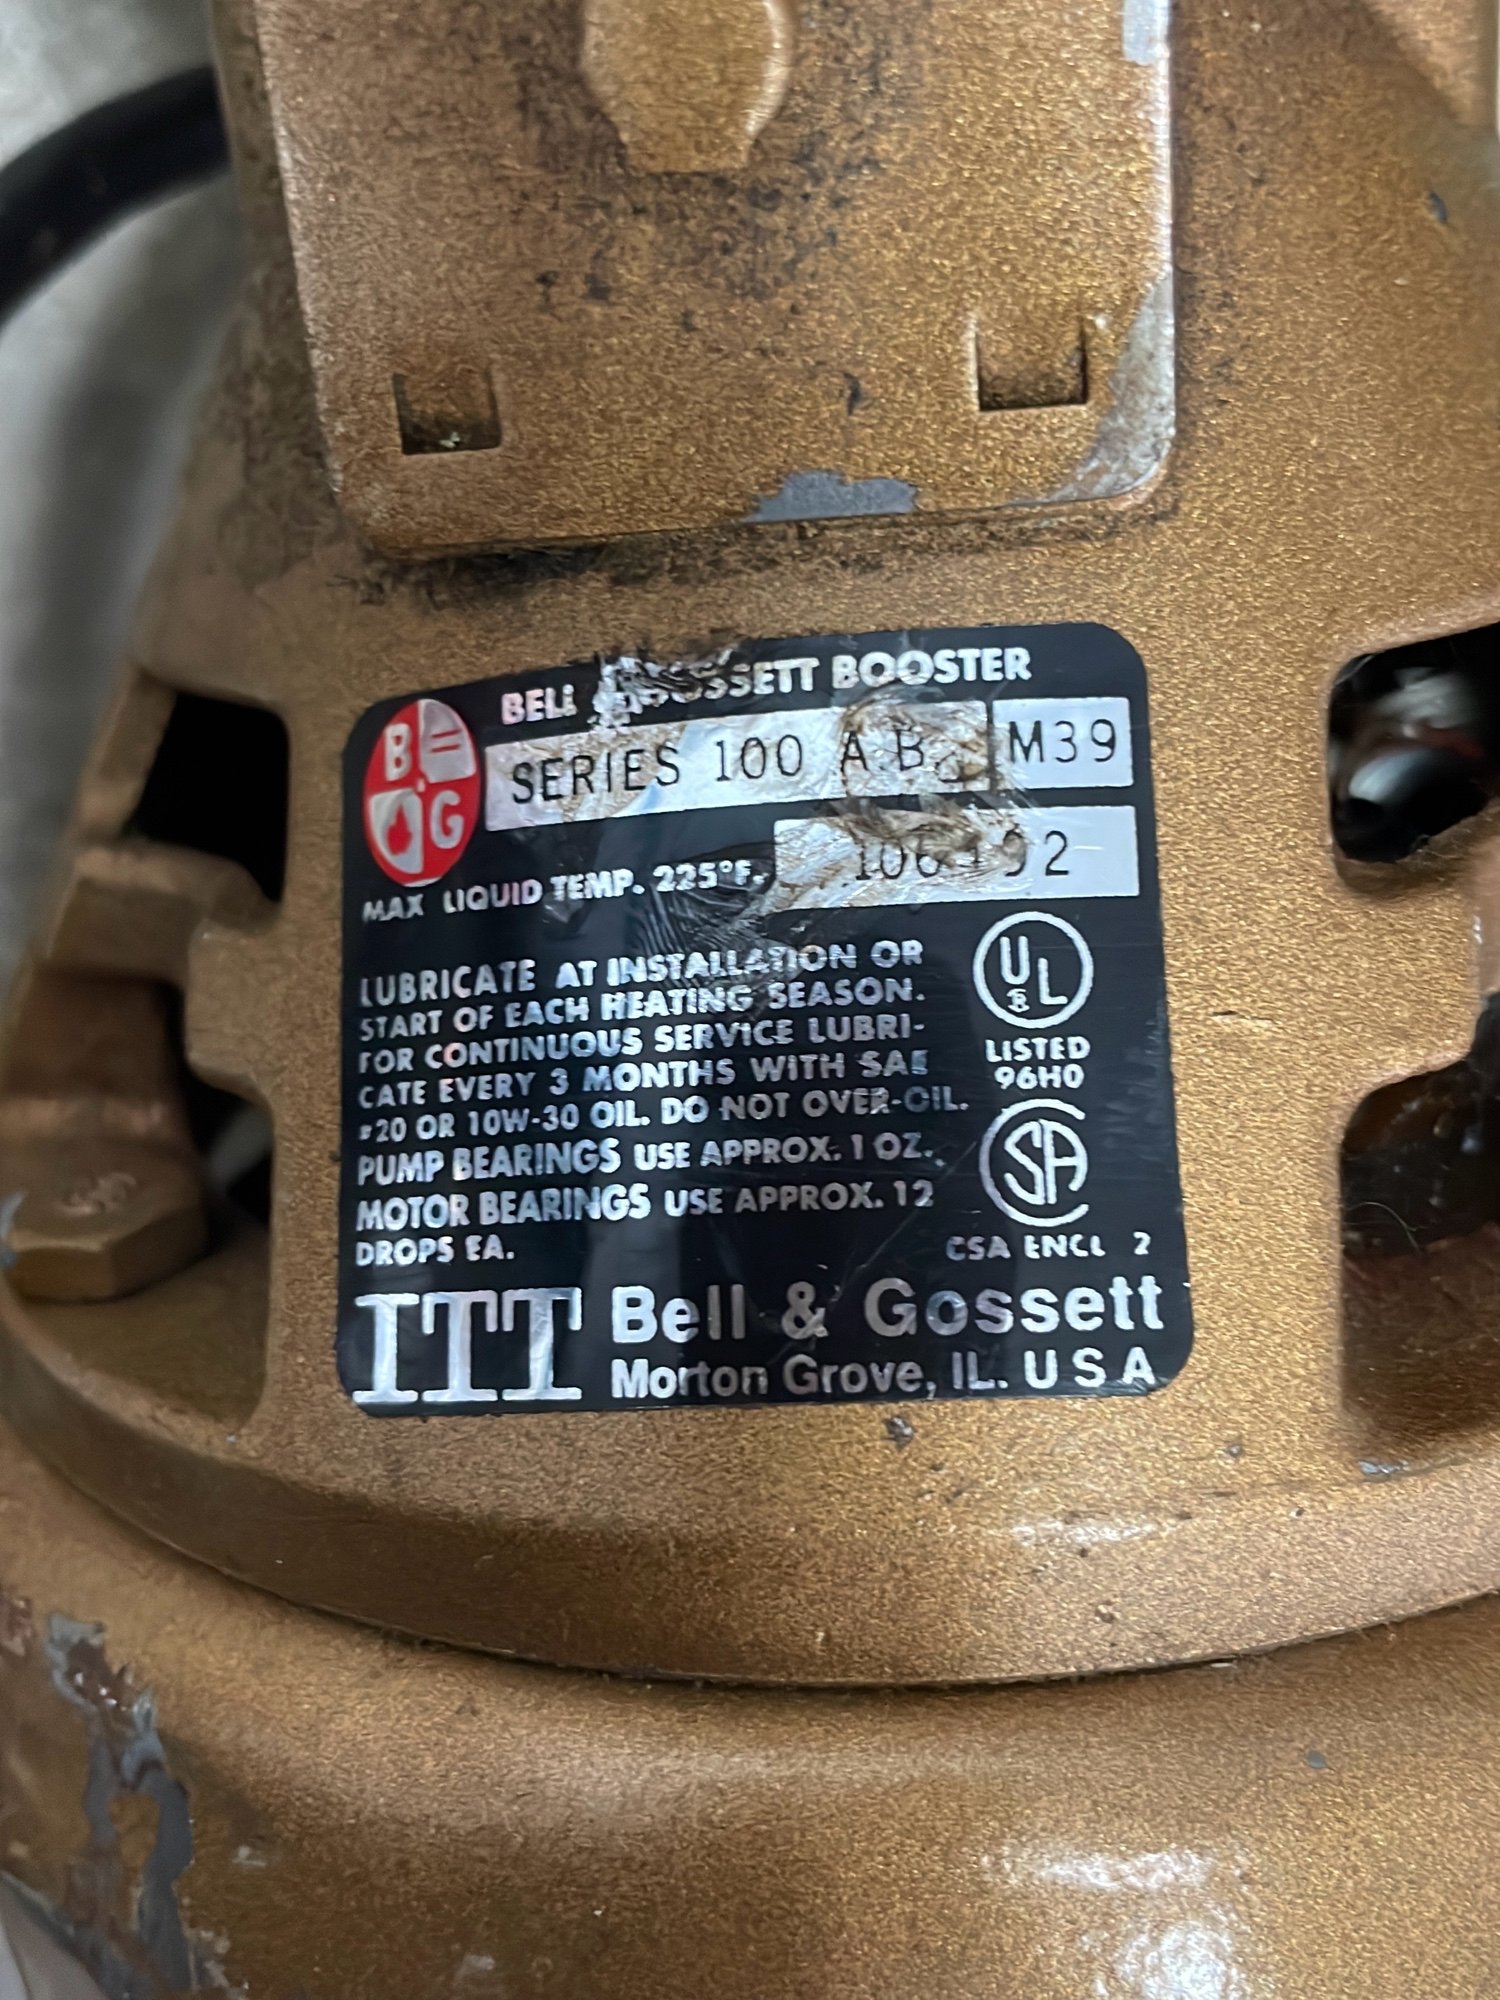 BELL & GOSSETT BOOSTER
B & G
SERIES 100 A.B. M39
MAX LIQUID TEMP. 225°F.
LUBRICATE AT INSTALLATION OR
START OF EACH HEATING SEASON.
FOR CONTINUOUS SERVICE LUBRI-
CATE EVERY 3 MONTHS WITH SAE
#20 OR 10W-30 OIL. DO NOT OVER-OIL.
PUMP BEARINGS USE APPROX. 1 OZ.
MOTOR BEARINGS USE APPROX. 12
DROPS EA.
UL
LISTED
96H0
SA
CSA ENCL 2
ITT Bell & Gossett
Morton Grove, IL. USA